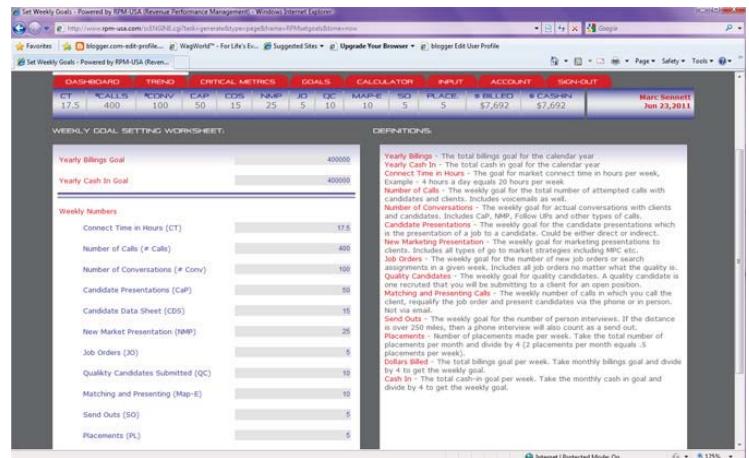 Set Weekly Goals - Powered by RPM-USA (Revenue Performance Management) - Windows Internet Explorer
Google
Favorites blogger.com-edit-profile... WagWorld™ - For Life's Ev... Suggested Sites Upgrade Your Browser blogger Edit User Profile
Set Weekly Goals - Powered by RPM-USA (Reven...
Page Safety Tools
DASHBOARD TREND CRITICAL METRICS GOALS CALCULATOR INPUT ACCOUNT SIGN-OUT
CT #CALLS #CONV CAP CDS NMP JO QC MAP-E SO PLACE. $ BILLED $ CASHIN
17.5 400 100 50 15 25 5 10 10 5 5 $7,692 $7,692
Marc Sennett
Jun 23,2011
WEEKLY GOAL SETTING WORKSHEET:
Yearly Billings Goal 400000
Yearly Cash In Goal 400000
Weekly Numbers
Connect Time in Hours (CT) 17.5
Number of Calls (# Calls) 400
Number of Conversations (# Conv) 100
Candidate Presentations (CaP) 50
Candidate Data Sheet (CDS) 15
New Market Presentation (NMP) 25
Job Orders (JO) 5
Qualikty Candidates Submitted (QC) 10
Matching and Presenting (Map-E) 10
Send Outs (SO) 5
Placements (PL) 5
DEFINITIONS:
Yearly Billings - The total billings goal for the calendar year
Yearly Cash In - The total cash in goal for the calendar year
Connect Time in Hours - The goal for market connect time in hours per week,
Example - 4 hours a day equals 20 hours per week
Number of Calls - The weekly goal for the total number of attempted calls with
candidates and clients. Includes voicemails as well.
Number of Conversations - The weekly goal for actual conversations with clients
and candidates. Includes CaP, NMP, Follow UPs and other types of calls.
Candidate Presentations - The weekly goal for the candidate presentations which
is the presentation of a job to a candidate. Could be either direct or indirect.
New Marketing Presentation - The weekly goal for marketing presentations to
clients. Includes all types of go to market strategies including MPC etc.
Job Orders - The weekly goal for the number of new job orders or search
assignments in a given week. Includes all job orders no matter what the quality is.
Quality Candidates - The weekly goal for quality candidates. A quality candidate is
one recruted that you will be submitting to a client for an open position.
Matching and Presenting Calls - The weekly number of calls in which you call the
client, requalify the job order and present candidates via the phone or in person.
Not via email.
Send Outs - The weekly goal for the number of person interviews. If the distance
is over 250 miles, then a phone interview will also count as a send out.
Placements - Number of placements made per week. Take the total number of
placements per month and divide by 4 (2 placements per month equals .5
placements per week).
Dollars Billed - The total billings goal per week. Take monthly billings goal and divide
by 4 to get the weekly goal.
Cash In - The total cash-in goal per week. Take the monthly cash in goal and
divide by 4 to get the weekly goal.
Internet | Protected Mode: On 125%